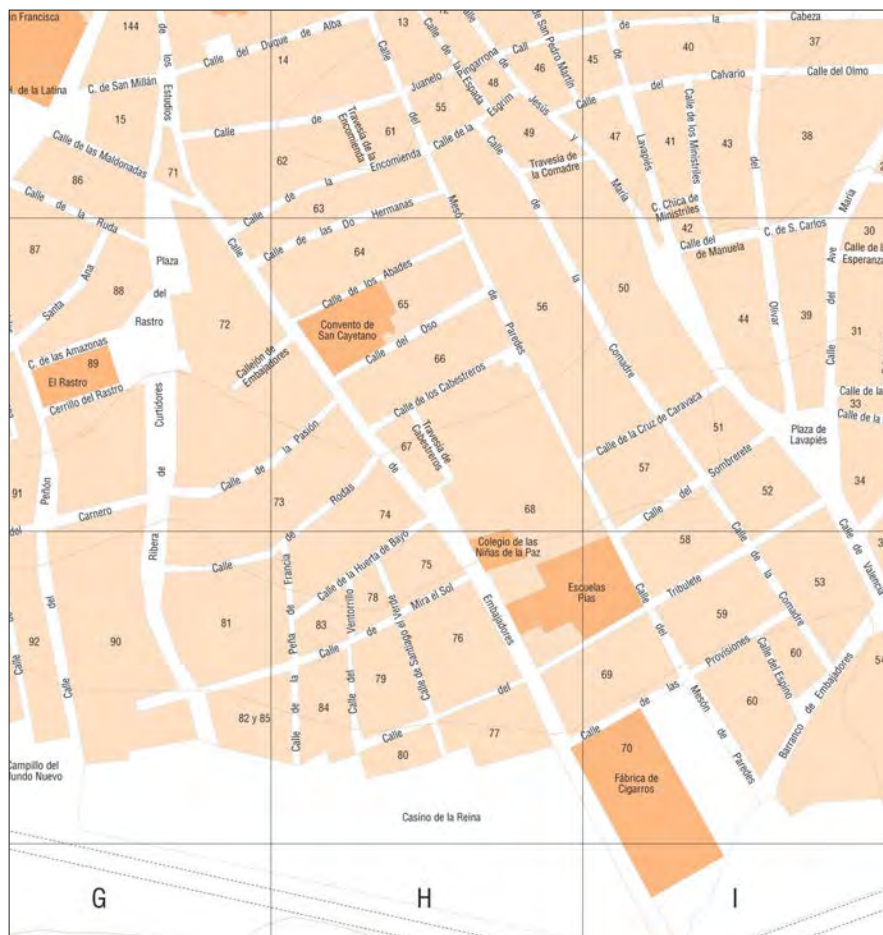 an Francisca
144
de los Estudios
Calle del Duque de Alba
14
Calle
13
Calle de la Espada
Calle de San Pedro Martín
Calle
de la Cabeza
37
40
45
46
48
Pingarrona
Calvario
Calle del Olmo
Calle del
H. de la Latina
C. de San Millán
Juanelo
55
Esgrim
Jesús y María
15
Calle de Encomienda
Travesía de la Encomienda
61
Calle de la
49
47
Lavapiés
41
Calle de los Ministriles
43
38
Calle de las Maldonadas
71
62
Calle de la Encomienda
Travesía de la Comadre
86
C. Chica de Ministriles
Calle de la Ruda
63
Mesón
42
C. de S. Carlos
María
30
Calle de las Do Hermanas
Calle del de Manuela
Calle de la Esperanza
87
Plaza del Rastro
64
50
Santa Ana
88
Calle de los Abades
72
65
56
44
Olivar
39
Calle del Ave
31
Convento de San Cayetano
Calle del Oso
C. de las Amazonas
89
El Rastro
Callejón de Embajadores
66
Paredes
Comadre
Cerrillo del Rastro
Calle de los Cabestreros
33
Curtidores
Calle de la Cruz de Caravaca
51
Plaza de Lavapiés
Calle de la Pasión
67
Travesía de Cabestreros
57
Calle del Sombrerete
52
34
91
Peñón
73
Calle de Rodas
74
68
Carnero
Ribera de
Calle de la Huerta de Bayo
Colegio de las Niñas de la Paz
58
Calle de Valencia
75
Escuelas Pías
Calle de la Comadre
53
81
Peña de Francia
78
Mira el Sol
Embajadores
Tribulete
59
92
90
83
Ventorrillo
Calle de Santiago el Verde
76
Provisiones
60
Calle del Espino
60
Calle de la
84
79
Calle del
69
Calle de las
Calle del Mesón de Paredes
Barranco de Embajadores
54
82 y 85
77
80
70
Campillo del
undo Nuevo
Fábrica de Cigarros
Casino de la Reina
G
H
I